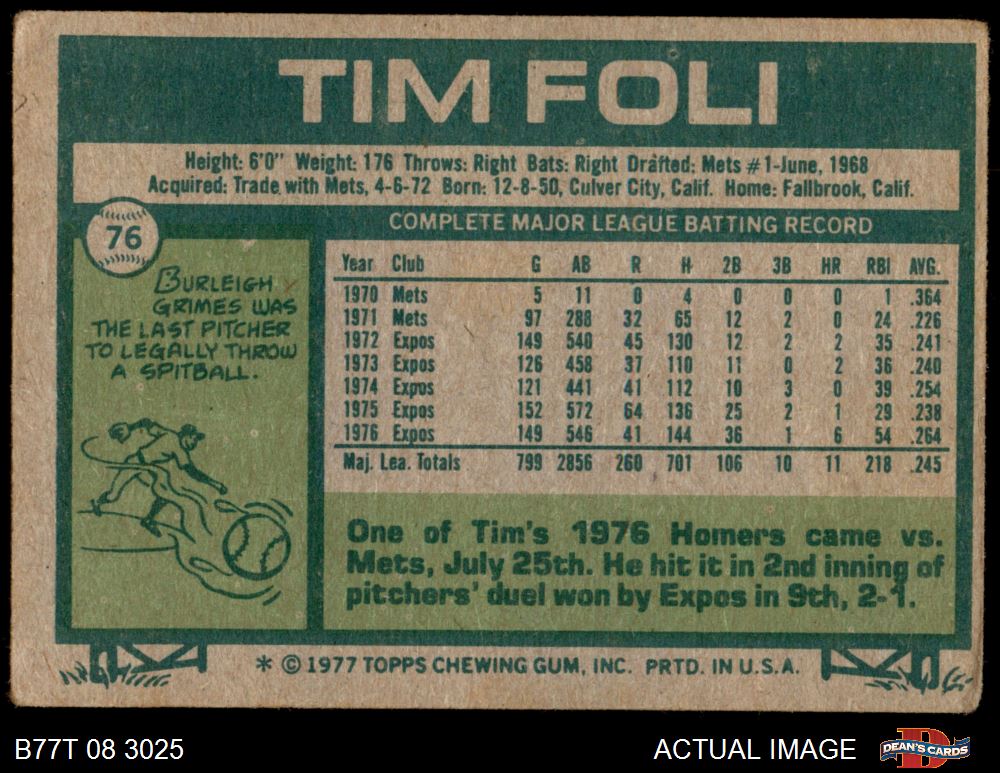 TIM FOLI
Height: 6'0" Weight: 176 Throws: Right Bats: Right Drafted: Mets #1-June, 1968
Acquired: Trade with Mets, 4-6-72 Born: 12-8-50, Culver City, Calif. Home: Fallbrook, Calif.
76
BURLEIGH
GRIMES WAS
THE LAST PITCHER
TO LEGALLY THROW
A SPITBALL.
COMPLETE MAJOR LEAGUE BATTING RECORD
Year Club G AB R H 2B 3B HR RBI AVG.
1970 Mets 5 11 0 4 0 0 0 1 .364
1971 Mets 97 288 32 65 12 2 0 24 .226
1972 Expos 149 540 45 130 12 2 2 35 .241
1973 Expos 126 458 37 110 11 0 2 36 .240
1974 Expos 121 441 41 112 10 3 0 39 .254
1975 Expos 152 572 64 136 25 2 1 29 .238
1976 Expos 149 546 41 144 36 1 6 54 .264
Maj. Lea. Totals 799 2856 260 701 106 10 11 218 .245
One of Tim's 1976 Homers came vs.
Mets, July 25th. He hit it in 2nd inning of
pitchers' duel won by Expos in 9th, 2-1.
* © 1977 TOPPS CHEWING GUM, INC. PRTD. IN U.S.A.
B77T 08 3025
ACTUAL IMAGE
DEAN'S CARDS